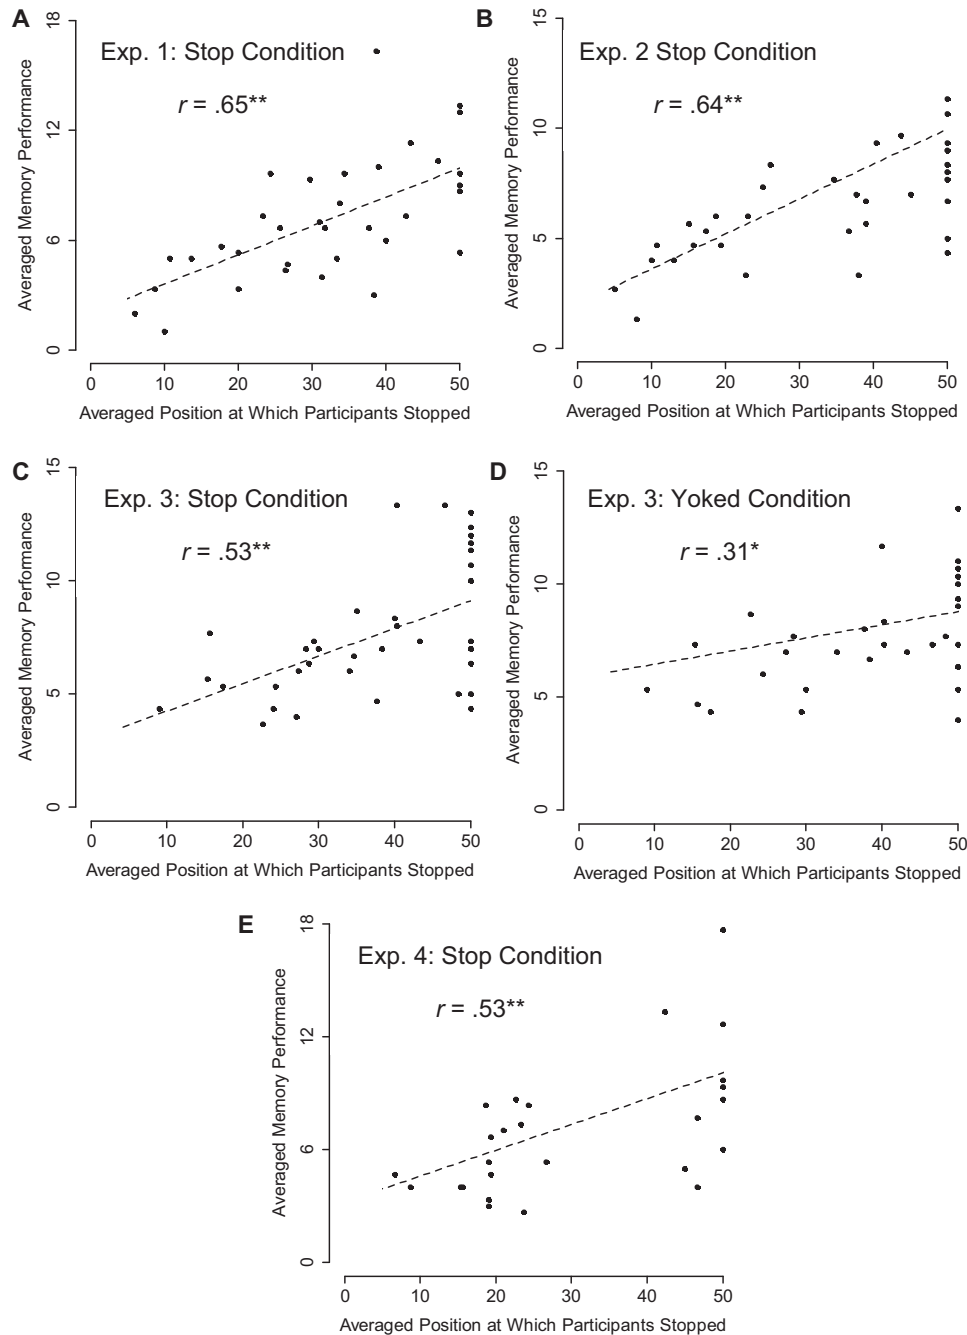 A
Exp. 1: Stop Condition
r = .65**
Averaged Memory Performance
18
12
6
0
0 10 20 30 40 50
Averaged Position at Which Participants Stopped
B
Exp. 2 Stop Condition
r = .64**
Averaged Memory Performance
15
10
5
0
0 10 20 30 40 50
Averaged Position at Which Participants Stopped
C
Exp. 3: Stop Condition
r = .53**
Averaged Memory Performance
15
10
5
0
0 10 20 30 40 50
Averaged Position at Which Participants Stopped
D
Exp. 3: Yoked Condition
r = .31*
Averaged Memory Performance
15
10
5
0
0 10 20 30 40 50
Averaged Position at Which Participants Stopped
E
Exp. 4: Stop Condition
r = .53**
Averaged Memory Performance
18
12
6
0
0 10 20 30 40 50
Averaged Position at Which Participants Stopped